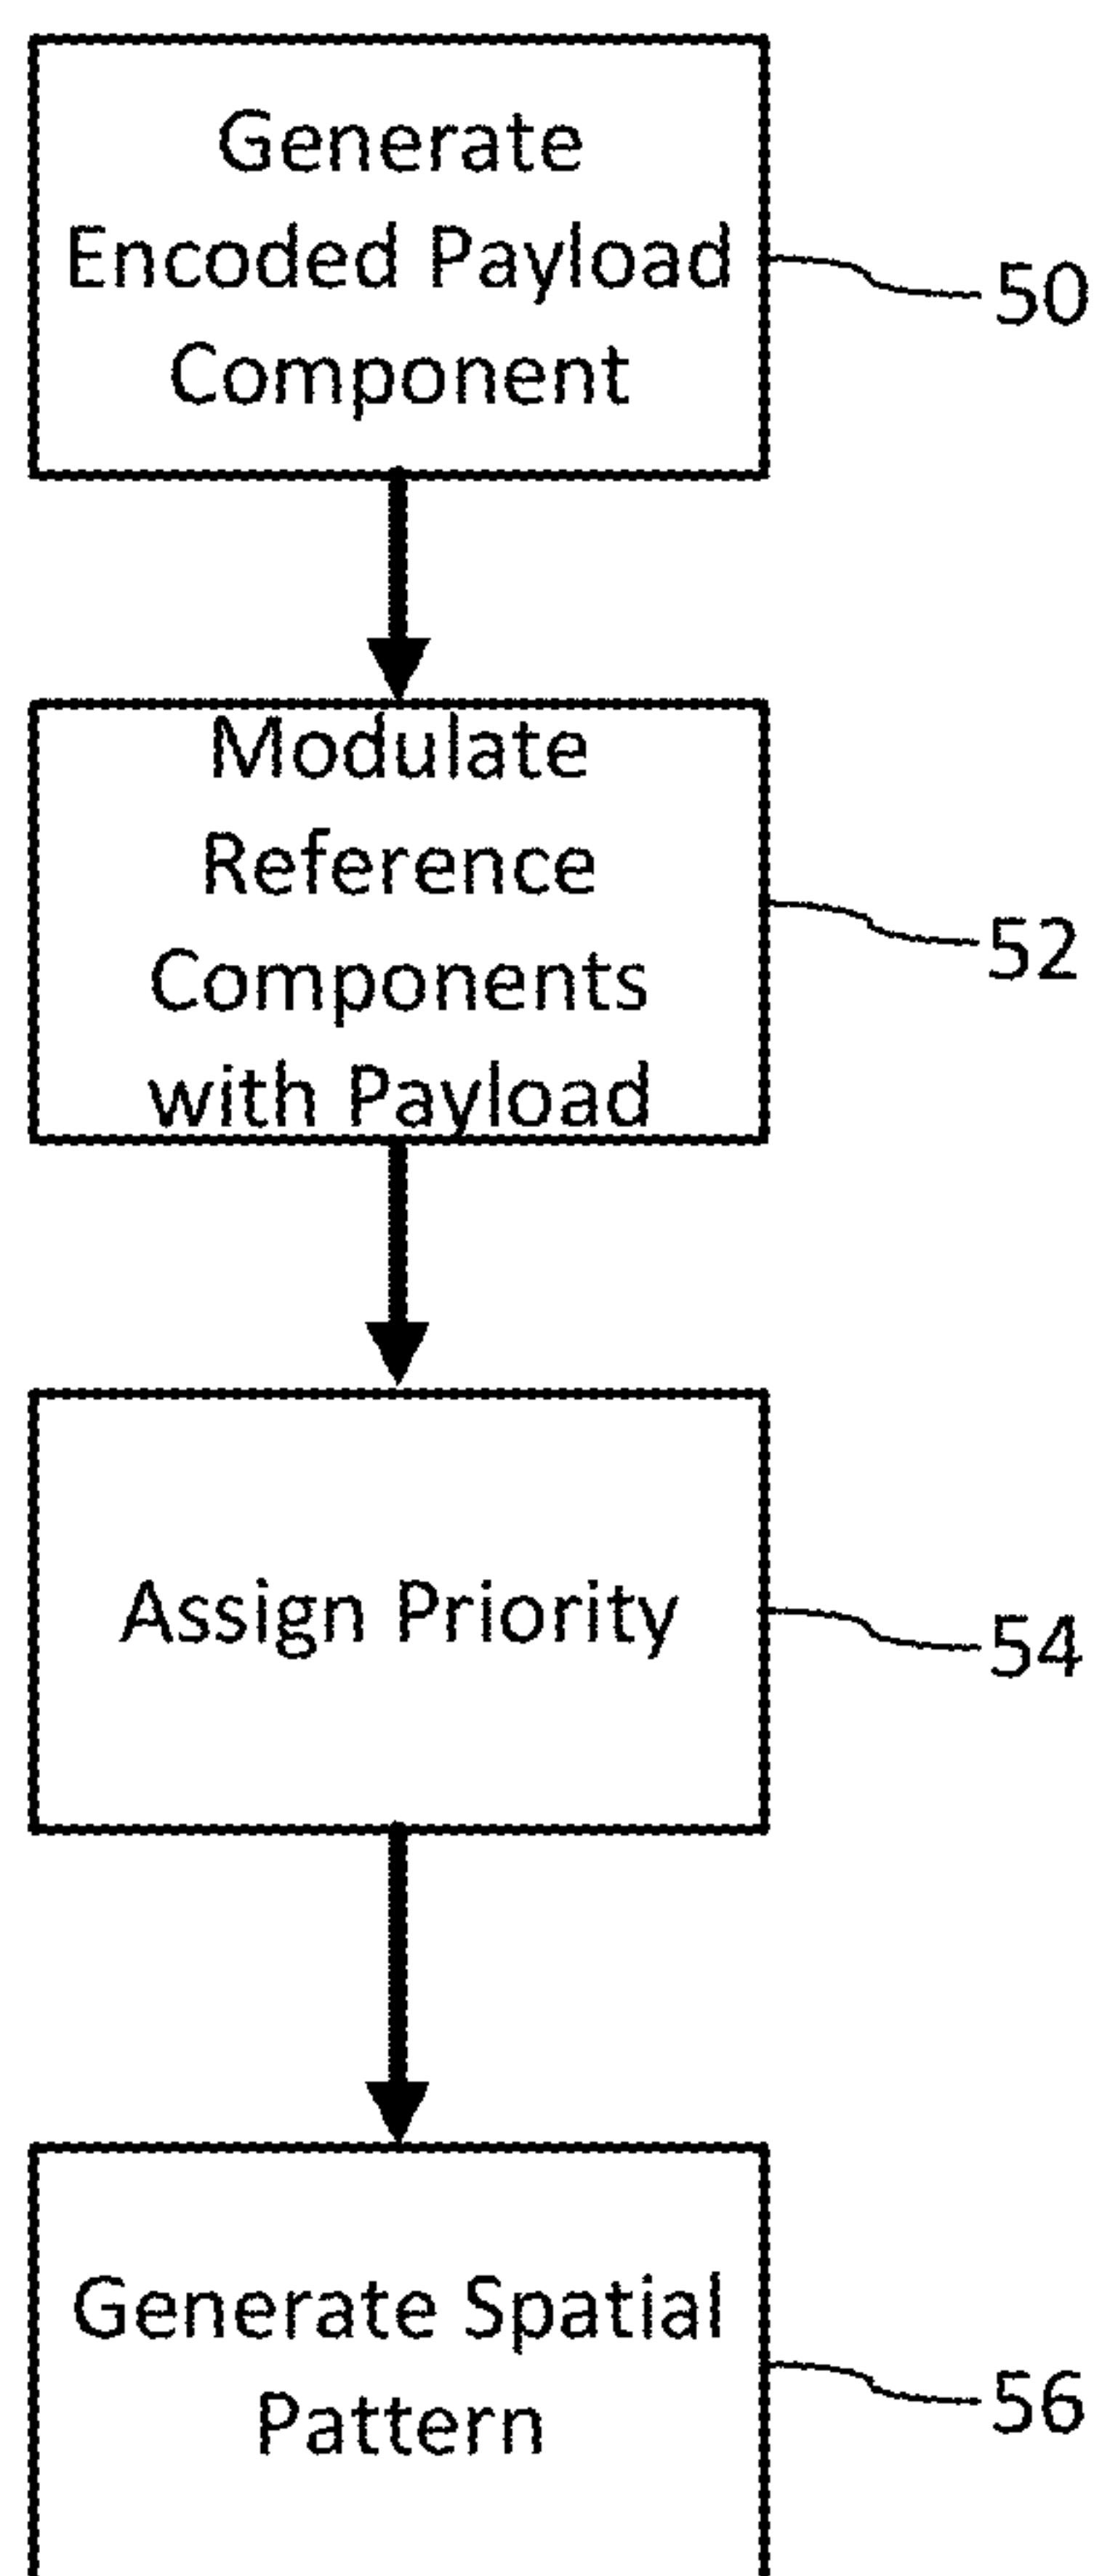 Generate
Encoded Payload
Component
50
Modulate
Reference
Components
with Payload
52
Assign Priority
54
Generate Spatial
Pattern
56